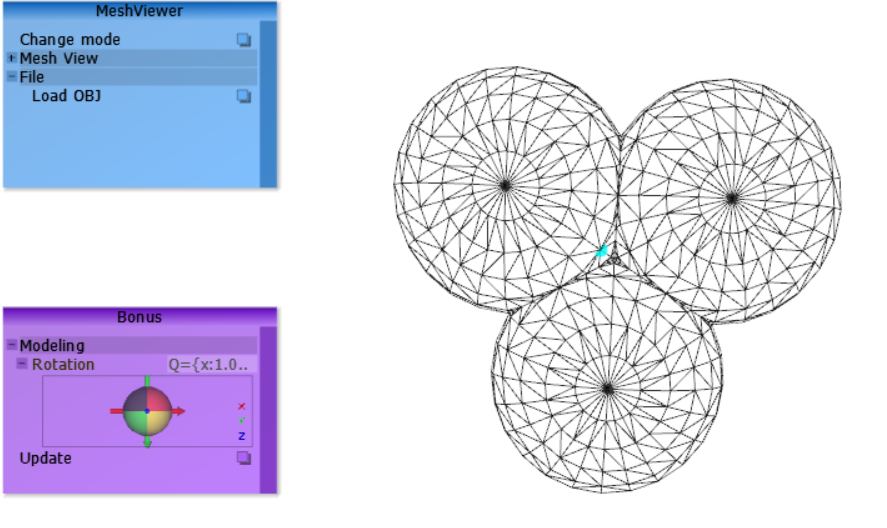 MeshViewer
Change mode
Mesh View
File
Load OBJ
Bonus
Modeling
Rotation Q={x:1.0..
X
Y
Z
Update